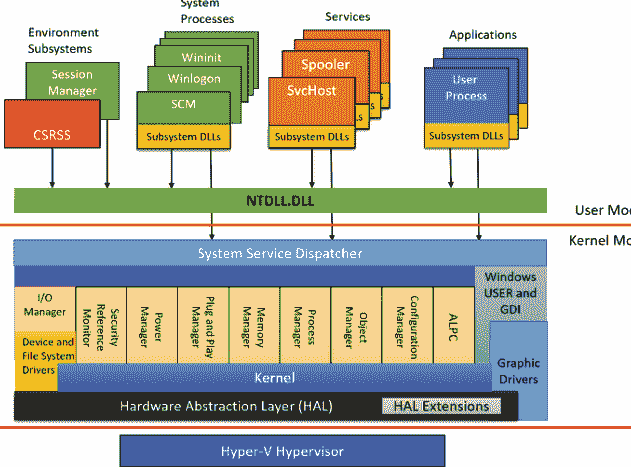 System
Processes
Services
Environment
Subsystems
Applications
Wininit
Spooler
Session
Manager
Winlogon
User
Process
SvcHost
SCM
CSRSS
Subsystem DLLs
Subsystem DLLs
Subsystem DLLs
NTDLL.DLL
User Mo
Kernel Mo
System Service Dispatcher
Windows
USER and
GDI
I/O
Manager
Security
Reference
Monitor
Power
Manager
Plug and Play
Manager
Memory
Manager
Process
Manager
Object
Manager
Configuration
Manager
ALPC
Device and
File System
Drivers
Graphic
Drivers
Kernel
Hardware Abstraction Layer (HAL)
HAL Extensions
Hyper-V Hypervisor